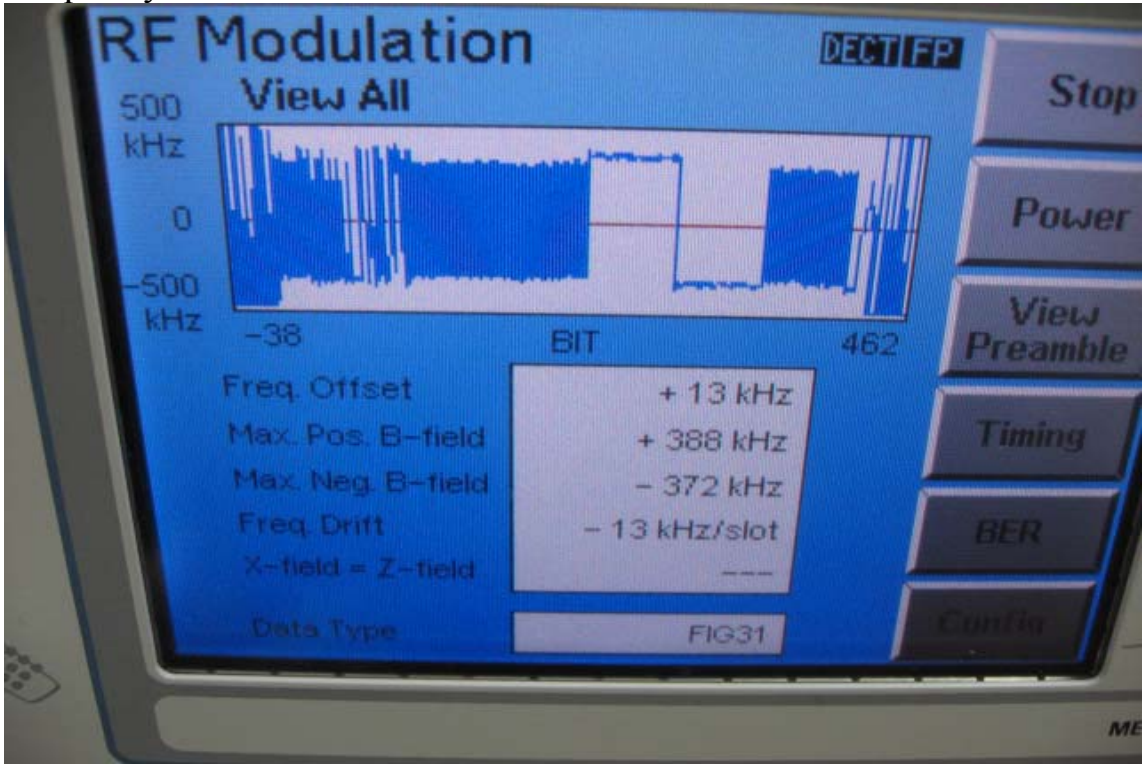 RF Modulation
DECT FP
View All
500
kHz
0
-500
kHz
-38
BIT
462
Freq. Offset
+ 13 kHz
Max. Pos. B-field
+ 388 kHz
Max. Neg. B-field
- 372 kHz
Freq. Drift
- 13 kHz/slot
X-field = Z-field
---
Data Type
FIG31
Stop
Power
View
Preamble
Timing
BER
Config
ME